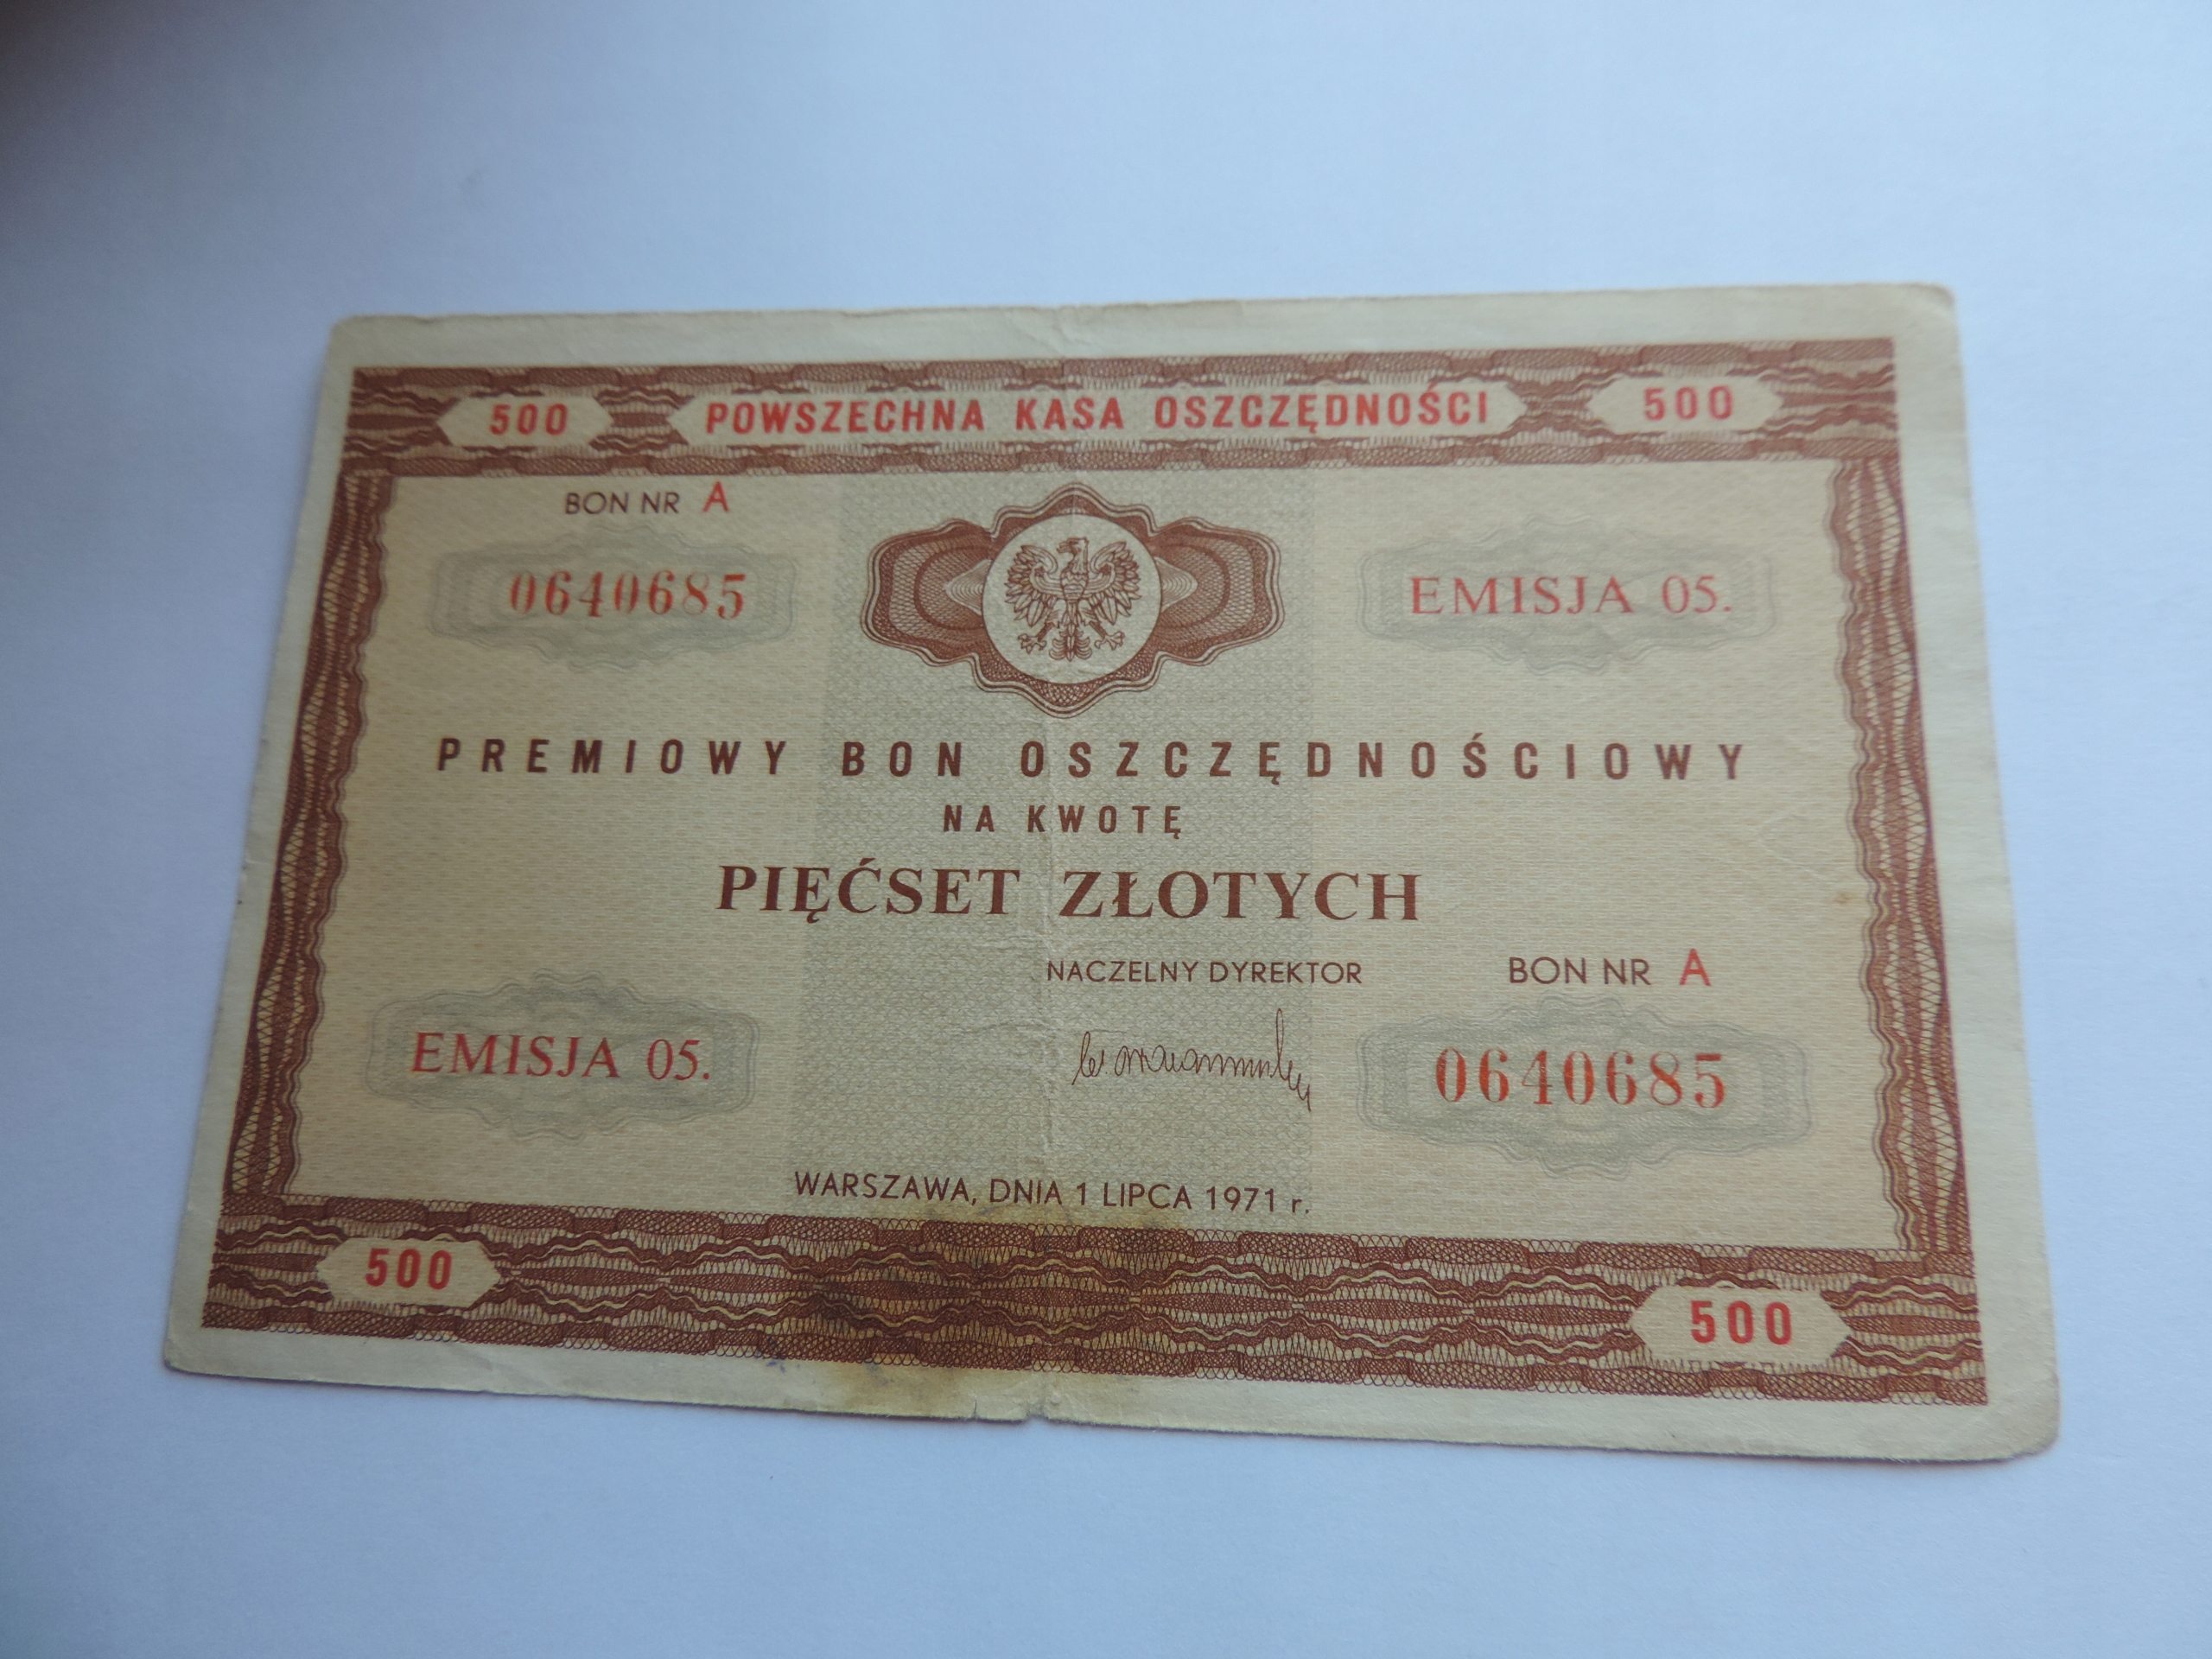 500 POWSZECHNA KASA OSZCZĘDNOŚCI 500
BON NR A
0640685
EMISJA 05.
PREMIOWY BON OSZCZĘDNOŚCIOWY
NA KWOTĘ
PIĘĆSET ZŁOTYCH
NACZELNY DYREKTOR
BON NR A
EMISJA 05.
0640685
WARSZAWA, DNIA 1 LIPCA 1971 r.
500
500